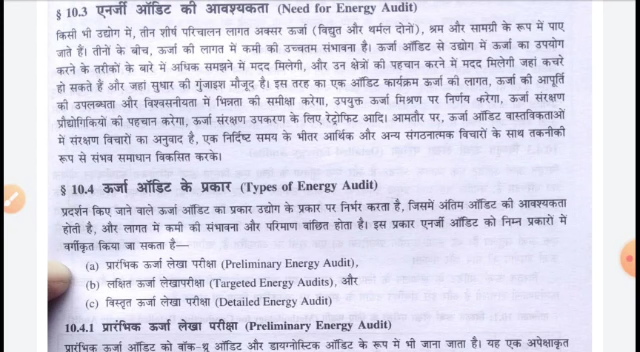 § 10.3 एनर्जी ऑडिट की आवश्यकता (Need for Energy Audit)
किसी भी उद्योग में, तीन शीर्ष परिचालन लागत अक्सर ऊर्जा (विद्युत और थर्मल दोनो), श्रम और सामग्री के रूप में पाए
जाते हैं। तीनो के बीच, ऊर्जा की लागत में कमी की उच्चतम संभावना है। ऊर्जा ऑडिट से उद्योग में ऊर्जा का उपयोग
करने के तरीकों के बारे में अधिक समझने में मदद मिलेगी, और उन क्षेत्रों की पहचान करने में मदद मिलेगी जहां कचरे
हो सकते हैं और जहां सुधार की गुंजाइश मौजूद है। इस तरह का एक ऑडिट कार्यक्रम ऊर्जा की लागत, ऊर्जा की आपूर्ति
की उपलब्धता और विश्वसनीयता में भिन्नता की समीक्षा करेगा, उपयुक्त ऊर्जा मिश्रण पर निर्णय करेगा, ऊर्जा संरक्षण
प्रौद्योगिकियों को पहचान करेगा, ऊर्जा संरक्षण उपकरण के लिए रेट्रोफिट आदि। आमतौर पर, ऊर्जा ऑडिट वास्तविकताओं
में संरक्षण विचारों का अनुवाद है, एक निर्दिष्ट समय के भीतर आर्थिक और अन्य संगठनात्मक विचारों के साथ तकनीकी
रूप से संभव समाधान विकसित करके।
§ 10.4 ऊर्जा ऑडिट के प्रकार (Types of Energy Audit)
प्रदर्शन किए जाने वाले ऊर्जा ऑडिट का प्रकार उद्योग के प्रकार पर निर्भर करता है, जिसमे अंतिम ऑडिट की आवश्यकता
होती है, और लागत में कमी की संभावना और परिमाण वांछित होता है। इस प्रकार एनर्जी ऑडिट को निम्न प्रकारों में
वर्गीकृत किया जा सकता है—
(a) प्रारंभिक ऊर्जा लेखा परीक्षा (Preliminary Energy Audit),
(b) लक्षित ऊर्जा लेखापरीक्षा (Targeted Energy Audits), और
(c) विस्तृत ऊर्जा लेखा परीक्षा (Detailed Energy Audit)
10.4.1 प्रारंभिक ऊर्जा लेखा परीक्षा (Preliminary Energy Audit)
प्रारंभिक ऊर्जा ऑडिट को वॉक-थ्रू ऑडिट और डायग्नोस्टिक ऑडिट के रूप में भी जाना जाता है। यह एक अपेक्षाकृत